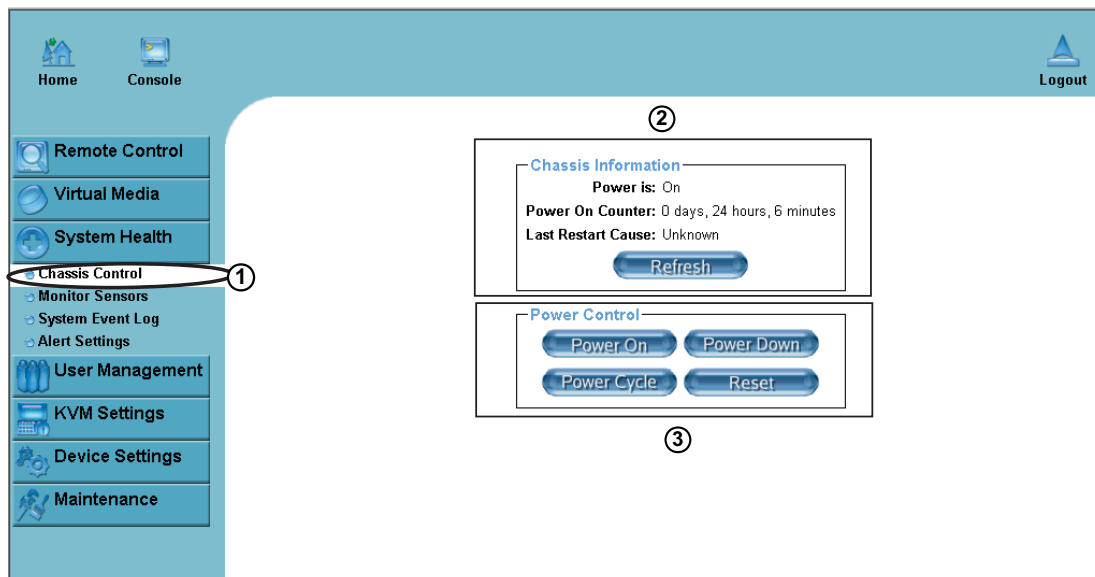 Home
Console
Logout
Remote Control
Virtual Media
System Health
Chassis Control
Monitor Sensors
System Event Log
Alert Settings
User Management
KVM Settings
Device Settings
Maintenance
1
2
Chassis Information
Power is: On
Power On Counter: 0 days, 24 hours, 6 minutes
Last Restart Cause: Unknown
Refresh
Power Control
Power On
Power Down
Power Cycle
Reset
3